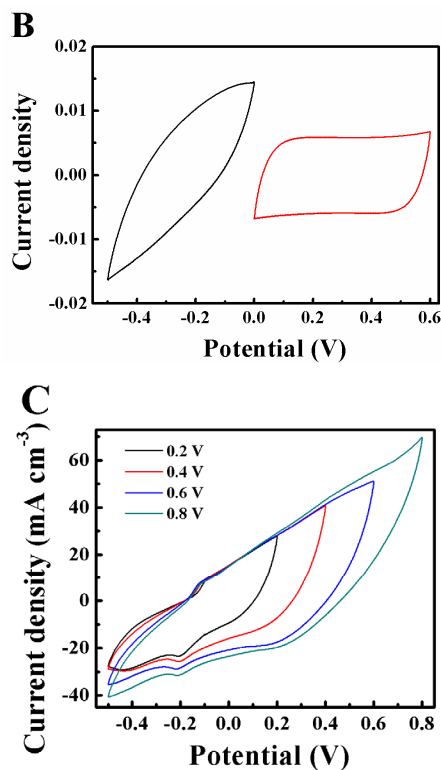 B
0.02
0.01
0.00
-0.01
-0.02
Current density
-0.4 -0.2 0.0 0.2 0.4 0.6
Potential (V)
C
0.2 V
0.4 V
0.6 V
0.8 V
60
40
20
0
-20
-40
Current density (mA cm-3)
-0.4 -0.2 0.0 0.2 0.4 0.6 0.8
Potential (V)